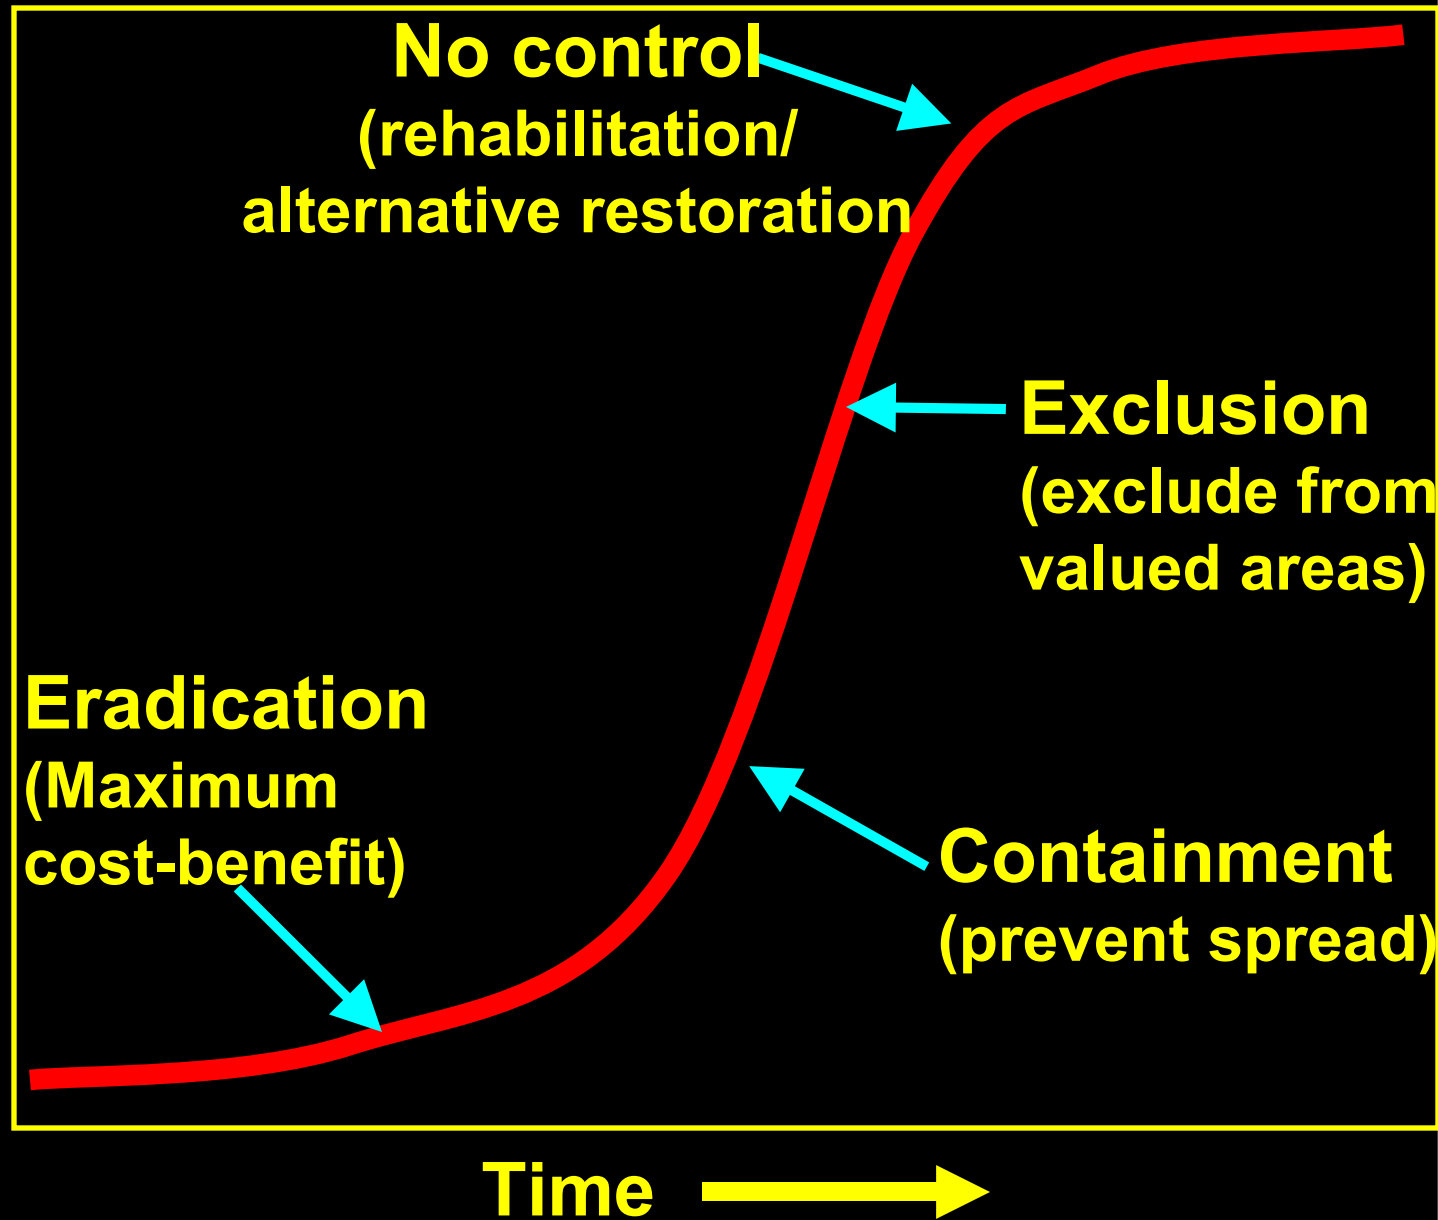 No control
(rehabilitation/
alternative restoration
Exclusion
(exclude from
valued areas)
Eradication
(Maximum
cost-benefit)
Containment
(prevent spread)
Time